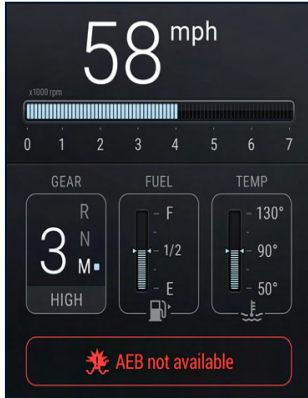 58 mph
x1000 rpm
0 1 2 3 4 5 6 7
GEAR FUEL TEMP
R
N
3 M
HIGH
F
1/2
E
130°
90°
50°
AEB not available